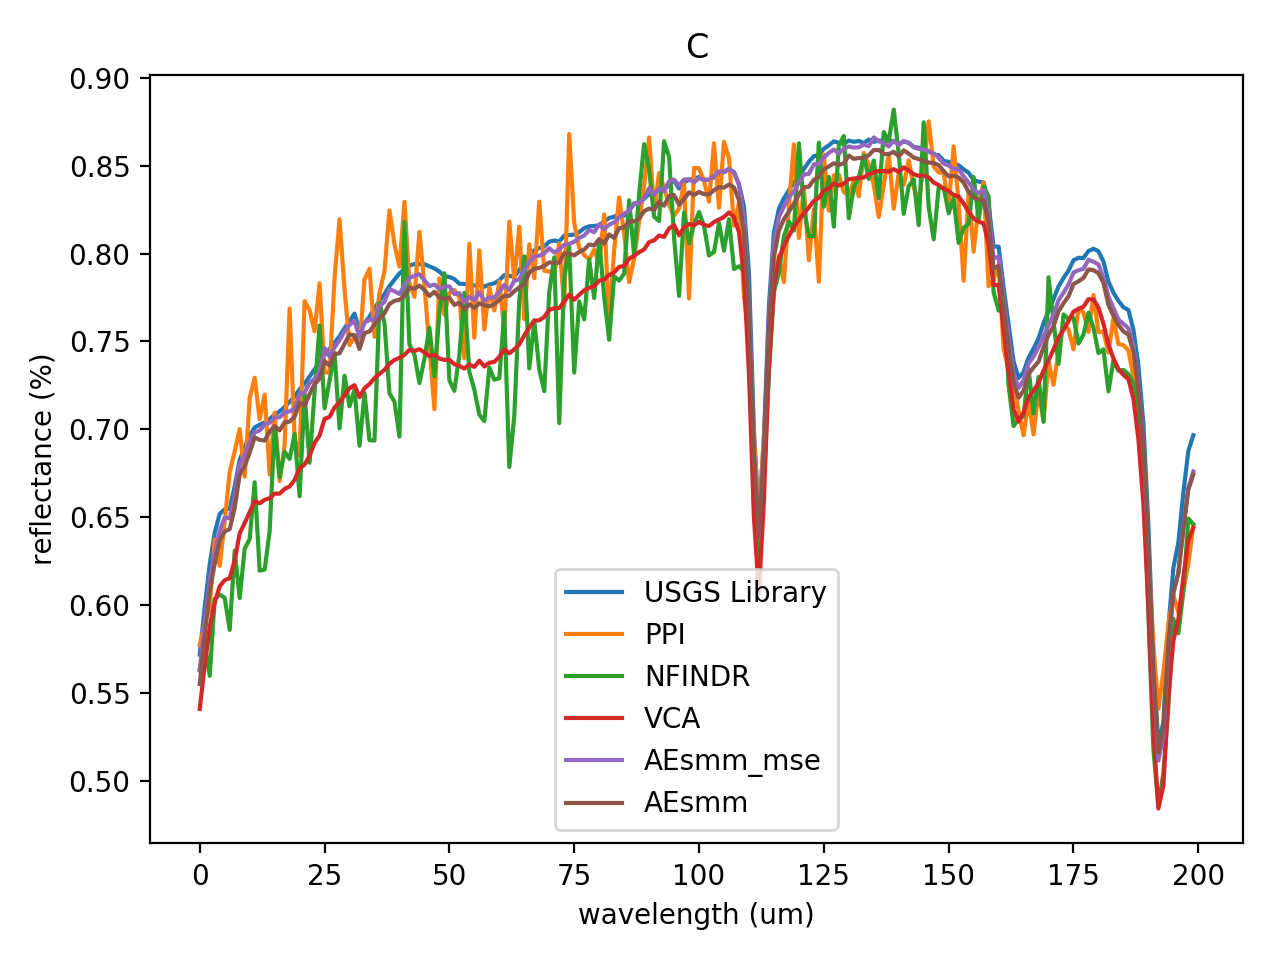 C
0.90
0.85
0.80
0.75
0.70
0.65
0.60
0.55
0.50
reflectance (%)
USGS Library
PPI
NFINDR
VCA
AEsmm_mse
AEsmm
0 25 50 75 100 125 150 175 200
wavelength (um)